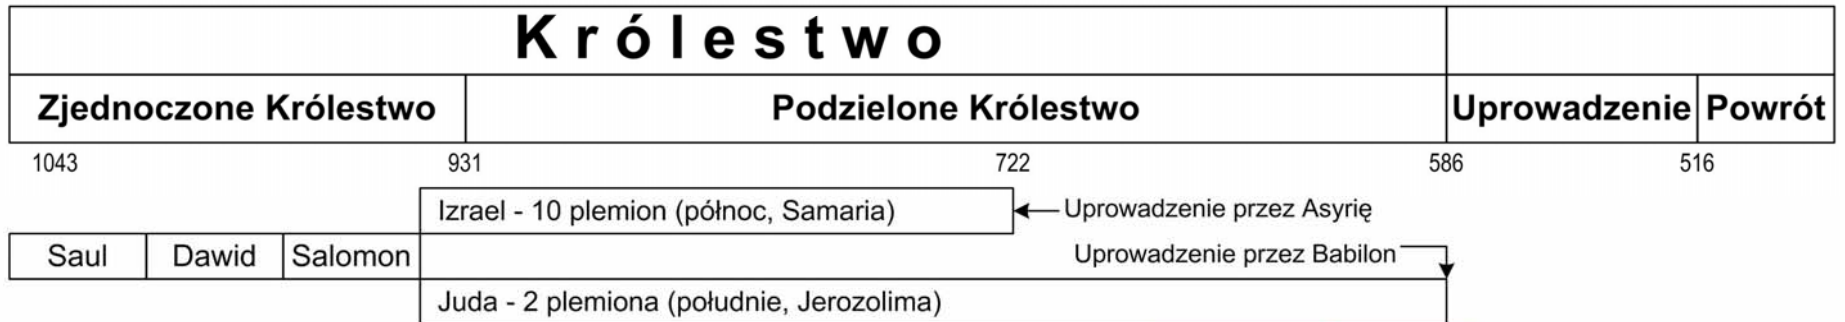 Królestwo
Zjednoczone Królestwo Podzielone Królestwo Uprowadzenie Powrót
1043 931 722 586 516
Izrael - 10 plemion (północ, Samaria) Uprowadzenie przez Asyrię
Saul Dawid Salomon Uprowadzenie przez Babilon
Juda - 2 plemiona (południe, Jerozolima)